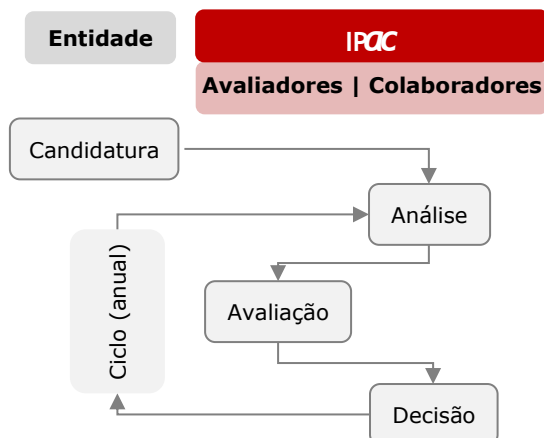 Entidade
IPac
Avaliadores | Colaboradores
Candidatura
Análise
Ciclo (anual)
Avaliação
Decisão